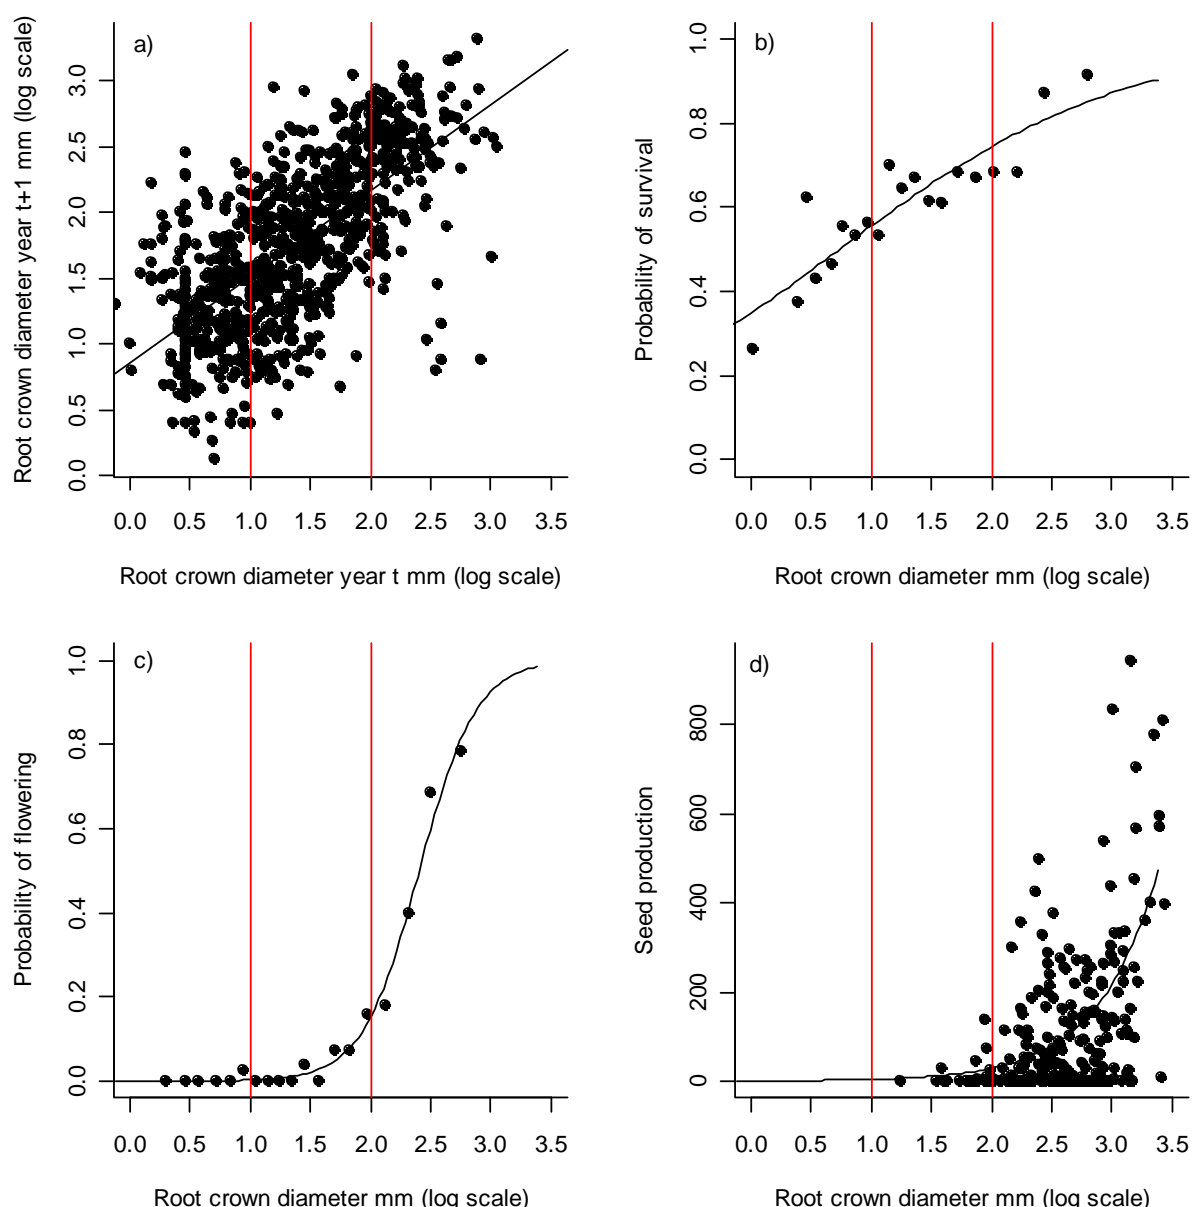 a)
Root crown diameter year t+1 mm (log scale)
0.0 0.5 1.0 1.5 2.0 2.5 3.0
0.0 0.5 1.0 1.5 2.0 2.5 3.0 3.5
Root crown diameter year t mm (log scale)
b)
Probability of survival
0.0 0.2 0.4 0.6 0.8 1.0
0.0 0.5 1.0 1.5 2.0 2.5 3.0 3.5
Root crown diameter mm (log scale)
c)
Probability of flowering
0.0 0.2 0.4 0.6 0.8 1.0
0.0 0.5 1.0 1.5 2.0 2.5 3.0 3.5
Root crown diameter mm (log scale)
d)
Seed production
0 200 400 600 800
0.0 0.5 1.0 1.5 2.0 2.5 3.0 3.5
Root crown diameter mm (log scale)